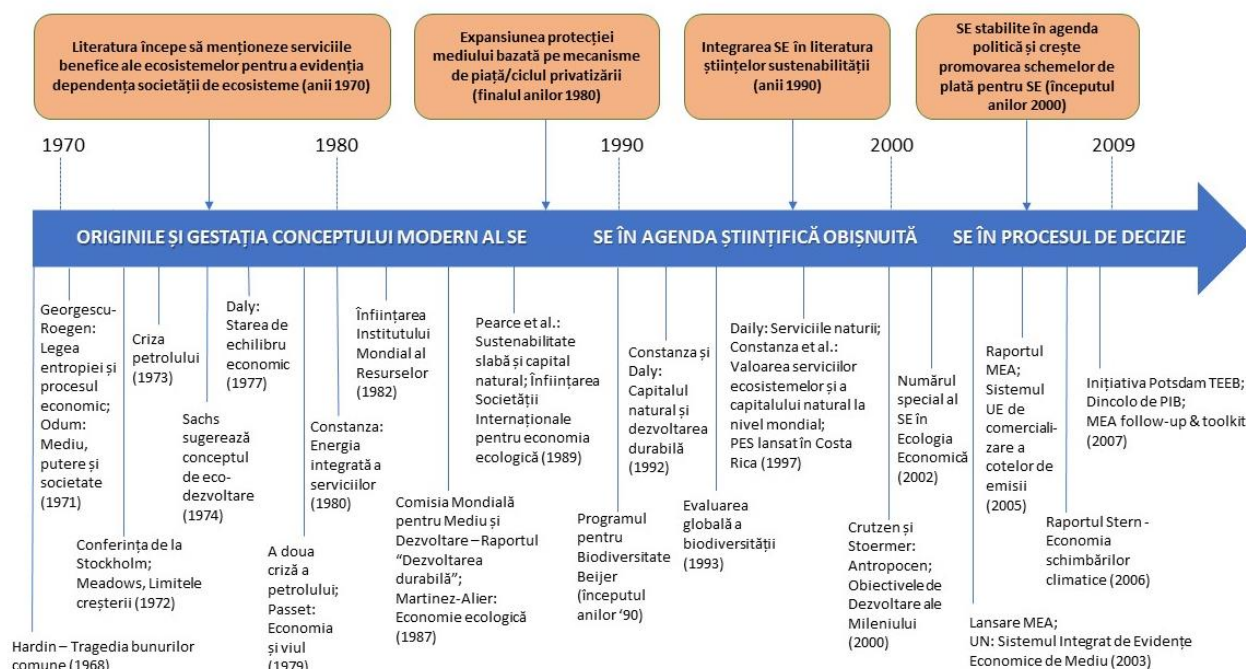 Literatura începe să menționeze serviciile
benefice ale ecosistemelor pentru a evidenția
dependența societății de ecosisteme (anii 1970)
Expansiunea protecției
mediului bazată pe mecanisme
de piață/ciclul privatizării
(finalul anilor 1980)
Integrarea SE în literatura
științelor sustenabilității
(anii 1990)
SE stabilite în agenda
politică și crește
promovarea schemelor de
plată pentru SE (începutul
anilor 2000)
1970
1980
1990
2000
2009
ORIGINILE ȘI GESTAȚIA CONCEPTULUI MODERN AL SE
SE ÎN AGENDA ȘTIINȚIFICĂ OBIȘNUITĂ
SE ÎN PROCESUL DE DECIZIE
Georgescu-
Roegen:
Legea
entropiei și
procesul
economic;
Odum:
Mediu,
putere și
societate
(1971)
Criza
petrolului
(1973)
Daly:
Starea de
echilibru
economic
(1977)
Înființarea
Institutului
Mondial al
Resurselor
(1982)
Pearce et al.:
Sustenabilitate
slabă și capital
natural; Înființarea
Societății
Internaționale
pentru economia
ecologică (1989)
Constanza și
Daly:
Capitalul
natural și
dezvoltarea
durabilă
(1992)
Daily: Serviciile naturii;
Constanza et al.:
Valoarea serviciilor
ecosistemelor și a
capitalului natural la
nivel mondial;
PES lansat în Costa
Rica (1997)
Numărul
special al
SE în
Ecologia
Economică
(2002)
Raportul
MEA;
Sistemul
UE de
comerciali-
zare a
cotelor de
emisii
(2005)
Inițiativa Potsdam TEEB;
Dincolo de PIB;
MEA follow-up & toolkit
(2007)
Sachs
sugerează
conceptul
de eco-
dezvoltare
(1974)
Constanza:
Energia
integrată a
serviciilor
(1980)
Comisia Mondială
pentru Mediu și
Dezvoltare – Raportul
“Dezvoltarea
durabilă”;
Martinez-Alier:
Economie ecologică
(1987)
Programul
pentru
Biodiversitate
Beijer
(începutul
anilor ‘90)
Evaluarea
globală a
biodiversității
(1993)
Crutzen și
Stoermer:
Antropocen;
Obiectivele de
Dezvoltare ale
Mileniului
(2000)
Raportul Stern -
Economia
schimbărilor
climatice (2006)
Conferința de la
Stockholm;
Meadows, Limitele
creșterii (1972)
A doua
criză a
petrolului;
Passet:
Economia
și viul
(1979)
Lansare MEA;
UN: Sistemul Integrat de Evidențe
Economice de Mediu (2003)
Hardin – Tragedia bunurilor
comune (1968)